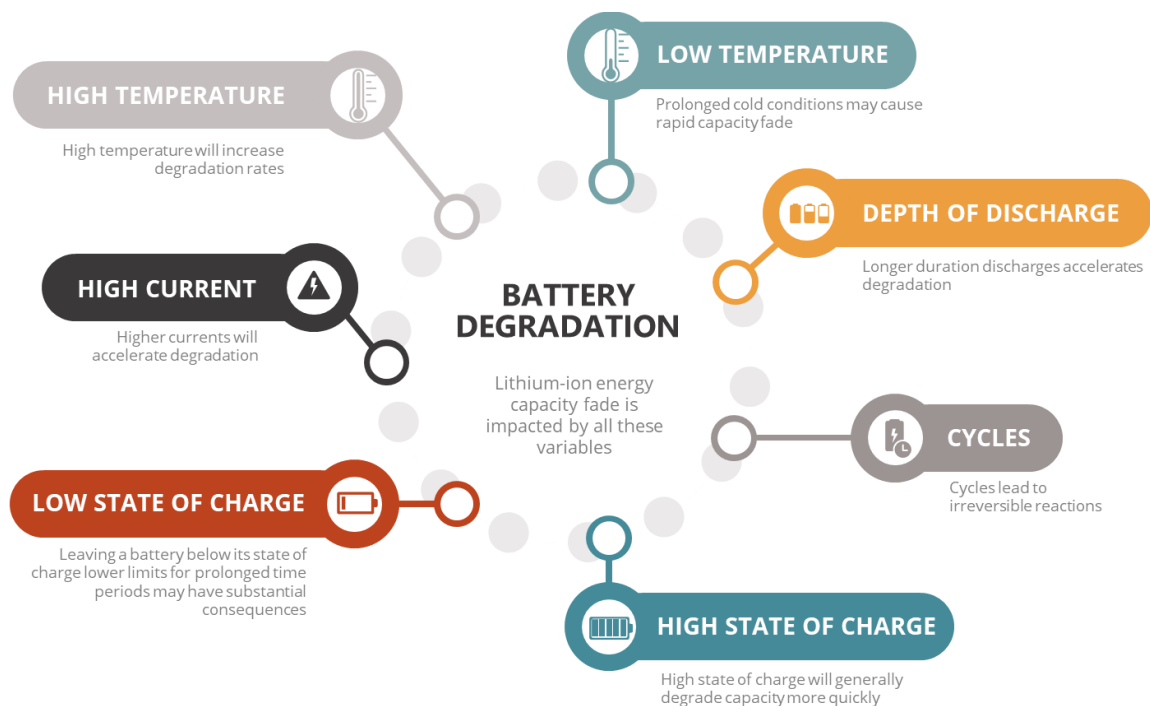 LOW TEMPERATURE
Prolonged cold conditions may cause
rapid capacity fade
HIGH TEMPERATURE
High temperature will increase
degradation rates
DEPTH OF DISCHARGE
Longer duration discharges accelerates
degradation
HIGH CURRENT
Higher currents will
accelerate degradation
BATTERY
DEGRADATION
Lithium-ion energy
capacity fade is
impacted by all these
variables
CYCLES
Cycles lead to
irreversible reactions
LOW STATE OF CHARGE
Leaving a battery below its state of
charge lower limits for prolonged time
periods may have substantial
consequences
HIGH STATE OF CHARGE
High state of charge will generally
degrade capacity more quickly